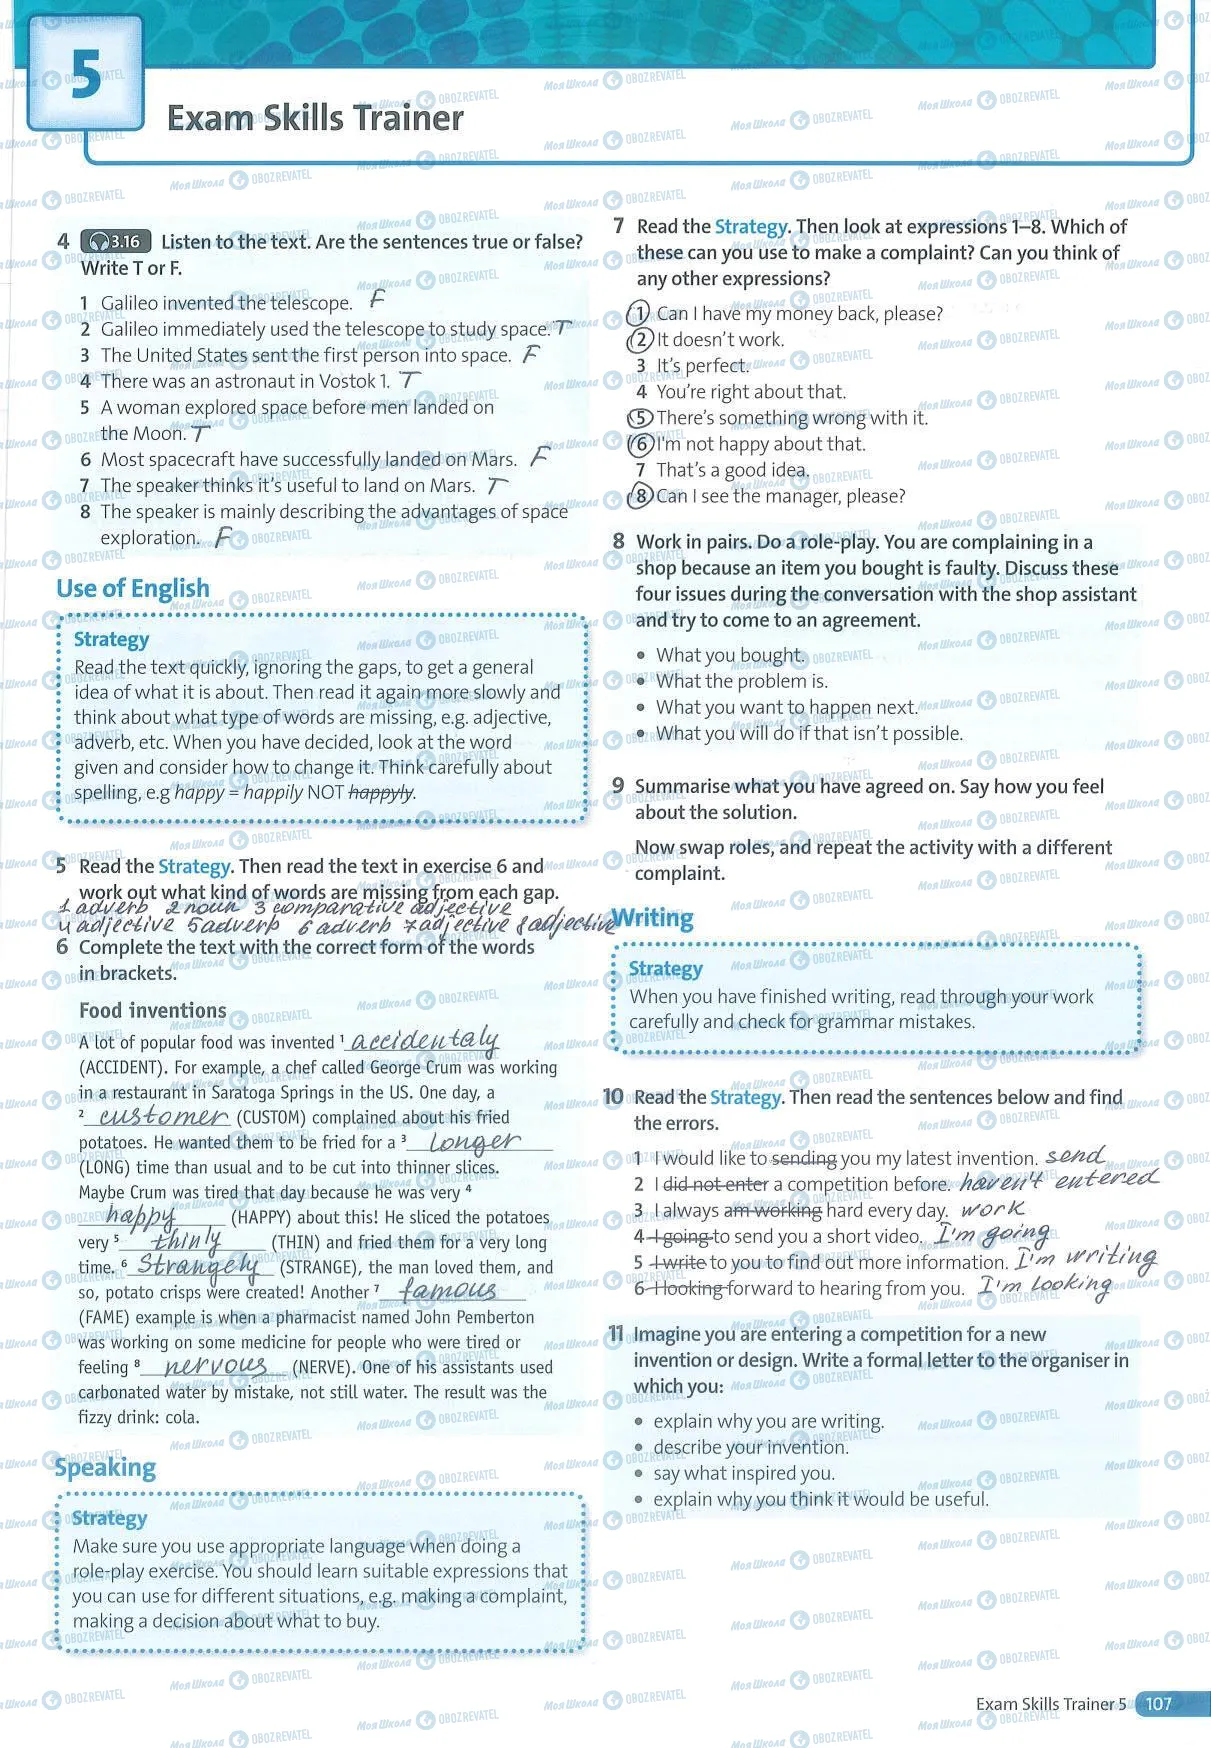 5
Exam Skills Trainer
4 3.16 Listen to the text. Are the sentences true or false?
Write T or F.
1 Galileo invented the telescope. F
2 Galileo immediately used the telescope to study space. T
3 The United States sent the first person into space. F
4 There was an astronaut in Vostok 1. T
5 A woman explored space before men landed on
the Moon. T
6 Most spacecraft have successfully landed on Mars. F
7 The speaker thinks it's useful to land on Mars. T
8 The speaker is mainly describing the advantages of space
exploration. F
Use of English
Strategy
Read the text quickly, ignoring the gaps, to get a general
idea of what it is about. Then read it again more slowly and
think about what type of words are missing, e.g. adjective,
adverb, etc. When you have decided, look at the word
given and consider how to change it. Think carefully about
spelling, e.g happy = happily NOT happyly.
5 Read the Strategy. Then read the text in exercise 6 and
work out what kind of words are missing from each gap.
1 adverb 2 noun 3 comparative adjective
4 adjective 5 adverb 6 adverb 7 adjective 8 adjective
6 Complete the text with the correct form of the words
in brackets.
Food inventions
A lot of popular food was invented 1 accidentaly
(ACCIDENT). For example, a chef called George Crum was working
in a restaurant in Saratoga Springs in the US. One day, a
2 customer (CUSTOM) complained about his fried
potatoes. He wanted them to be fried for a 3 longer
(LONG) time than usual and to be cut into thinner slices.
Maybe Crum was tired that day because he was very 4
happy (HAPPY) about this! He sliced the potatoes
very 5 thinly (THIN) and fried them for a very long
time. 6 Strangely (STRANGE), the man loved them, and
so, potato crisps were created! Another 7 famous
(FAME) example is when a pharmacist named John Pemberton
was working on some medicine for people who were tired or
feeling 8 nervous (NERVE). One of his assistants used
carbonated water by mistake, not still water. The result was the
fizzy drink: cola.
Speaking
Strategy
Make sure you use appropriate language when doing a
role-play exercise. You should learn suitable expressions that
you can use for different situations, e.g. making a complaint,
making a decision about what to buy.
7 Read the Strategy. Then look at expressions 1–8. Which of
these can you use to make a complaint? Can you think of
any other expressions?
1 Can I have my money back, please?
2 It doesn't work.
3 It's perfect.
4 You're right about that.
5 There's something wrong with it.
6 I'm not happy about that.
7 That's a good idea.
8 Can I see the manager, please?
8 Work in pairs. Do a role-play. You are complaining in a
shop because an item you bought is faulty. Discuss these
four issues during the conversation with the shop assistant
and try to come to an agreement.
• What you bought.
• What the problem is.
• What you want to happen next.
• What you will do if that isn't possible.
9 Summarise what you have agreed on. Say how you feel
about the solution.
Now swap roles, and repeat the activity with a different
complaint.
Writing
Strategy
When you have finished writing, read through your work
carefully and check for grammar mistakes.
10 Read the Strategy. Then read the sentences below and find
the errors.
1 I would like to sending you my latest invention. send
2 I did not enter a competition before. haven't entered
3 I always am working hard every day. work
4 I going to send you a short video. I'm going
5 I write to you to find out more information. I'm writing
6 I looking forward to hearing from you. I'm looking
11 Imagine you are entering a competition for a new
invention or design. Write a formal letter to the organiser in
which you:
• explain why you are writing.
• describe your invention.
• say what inspired you.
• explain why you think it would be useful.
Exam Skills Trainer 5 107
Моя Школа OBOZREVATEL